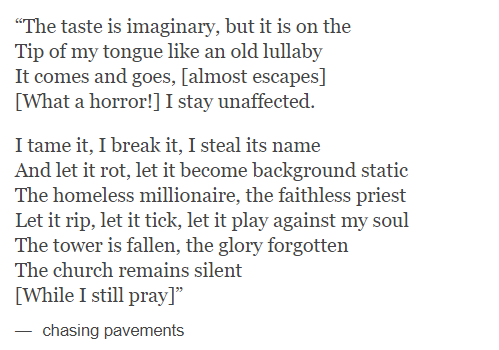 “The taste is imaginary, but it is on the
Tip of my tongue like an old lullaby
It comes and goes, [almost escapes]
[What a horror!] I stay unaffected.
I tame it, I break it, I steal its name
And let it rot, let it become background static
The homeless millionaire, the faithless priest
Let it rip, let it tick, let it play against my soul
The tower is fallen, the glory forgotten
The church remains silent
[While I still pray]”
— chasing pavements